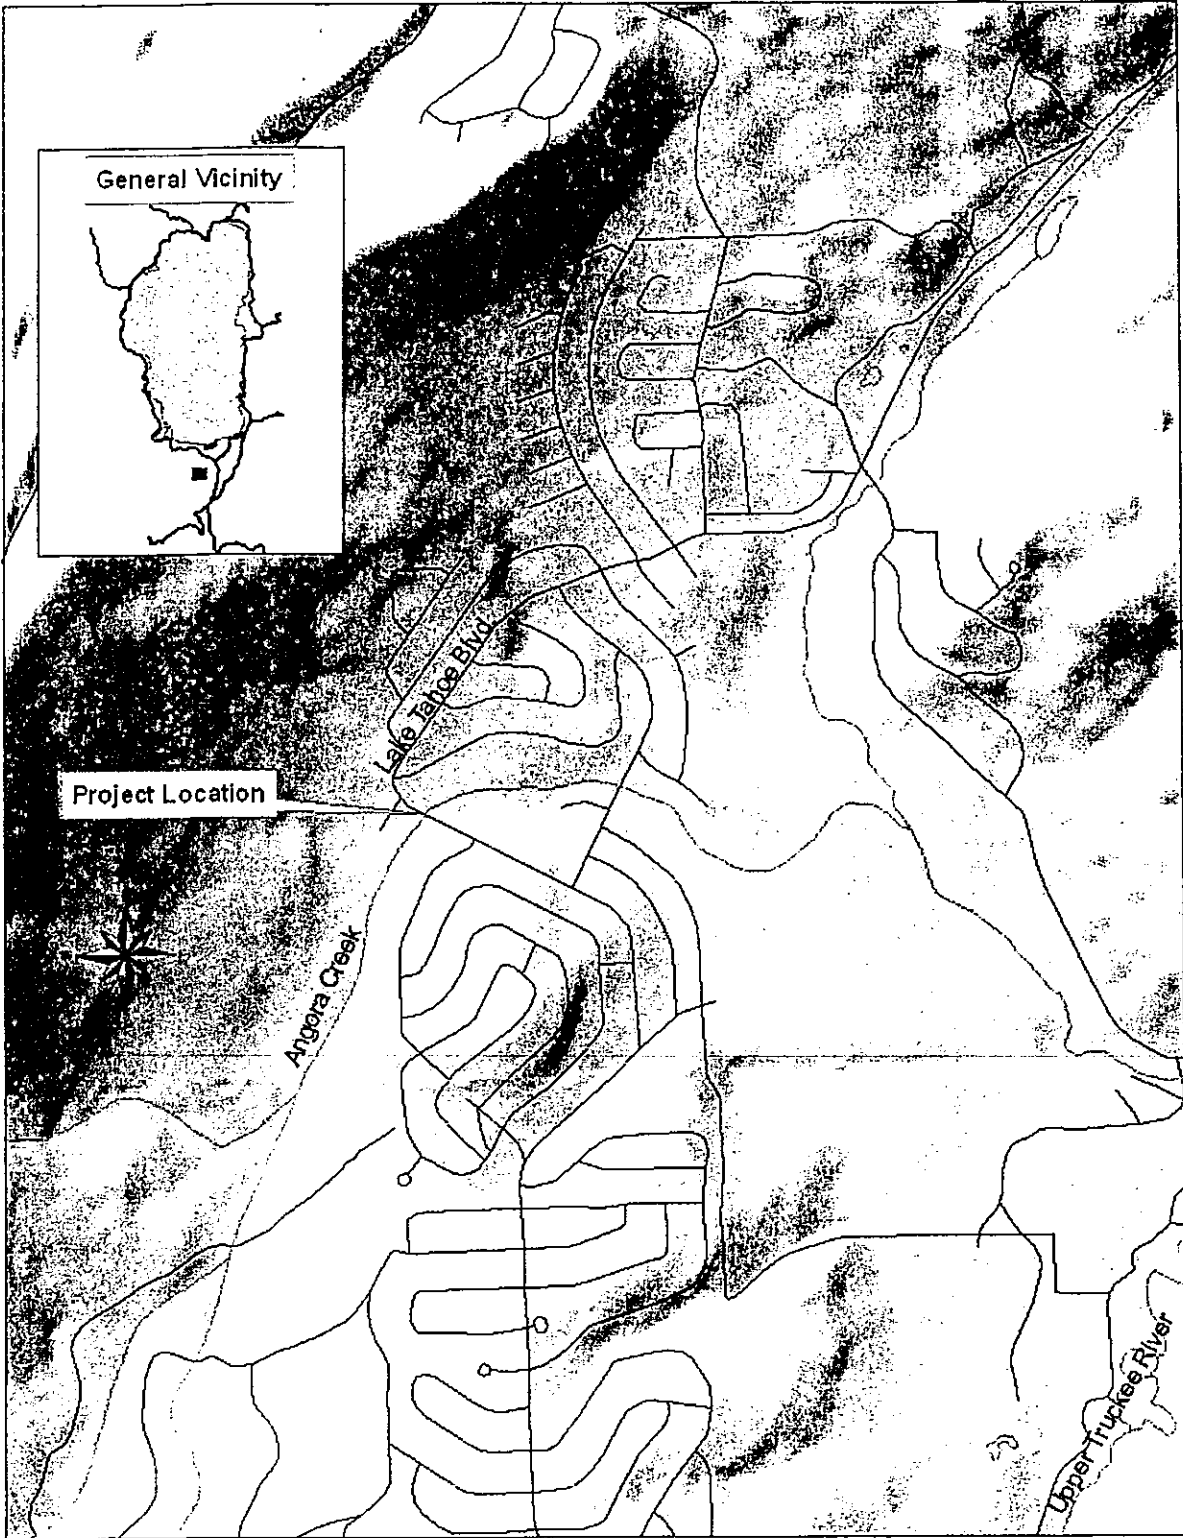 General Vicinity
Lake Tahoe Blvd
Project Location
Angora Creek
Upper Truckee River